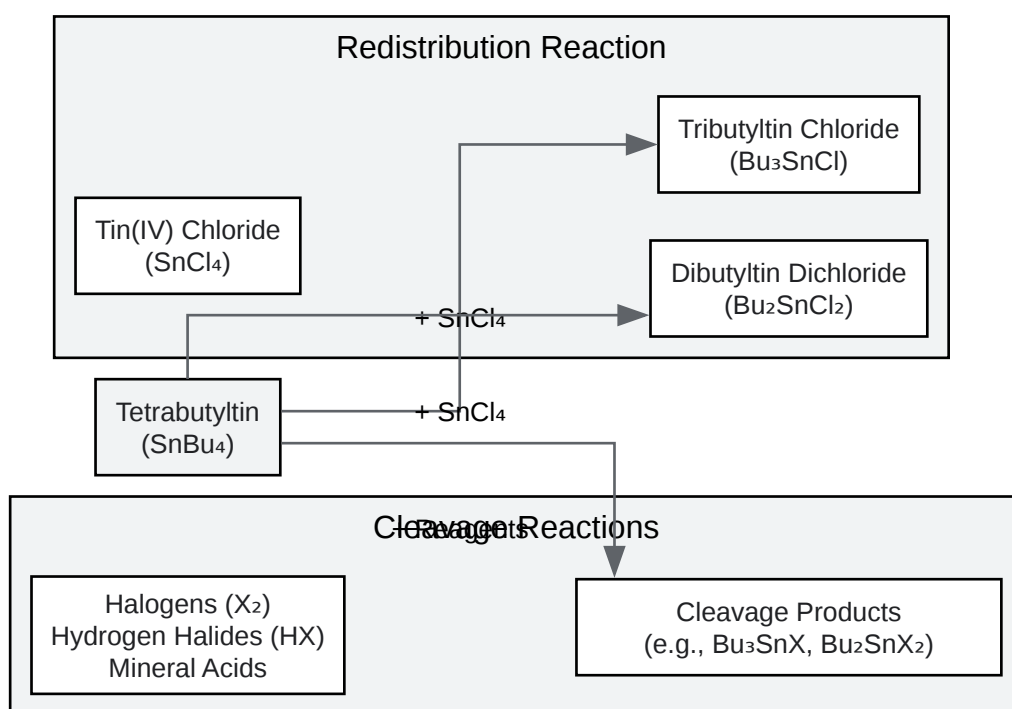 Redistribution Reaction
Tributyltin Chloride
(Bu₃SnCl)
Tin(IV) Chloride
(SnCl₄)
Dibutyltin Dichloride
(Bu₂SnCl₂)
+ SnCl₄
Tetrabutyltin
(SnBu₄)
+ SnCl₄
Cleavage Reactions
+ Reagents
Halogens (X₂)
Hydrogen Halides (HX)
Mineral Acids
Cleavage Products
(e.g., Bu₃SnX, Bu₂SnX₂)